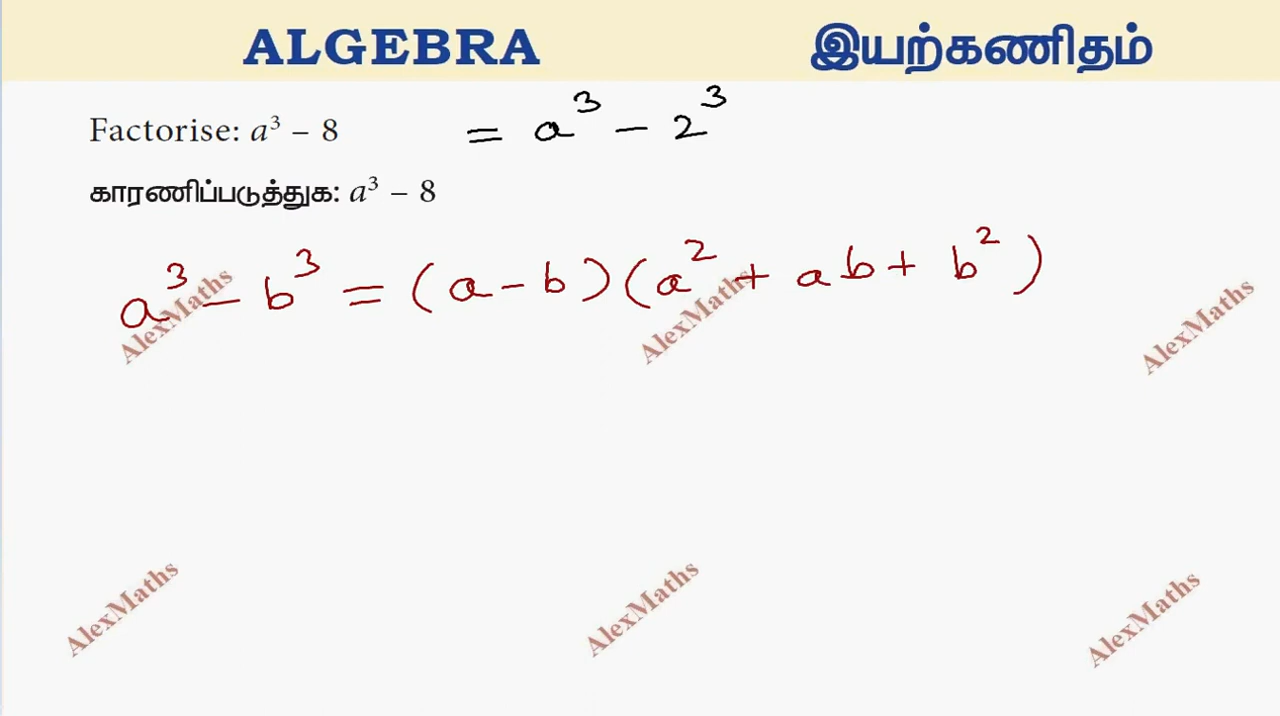 ALGEBRA இயற்கணிதம்
Factorise: a³ – 8 = a³ – 2³
காரணிப்படுத்துக: a³ – 8
a³ – b³ = (a – b)(a² + ab + b²)
AlexMaths AlexMaths AlexMaths
AlexMaths AlexMaths AlexMaths